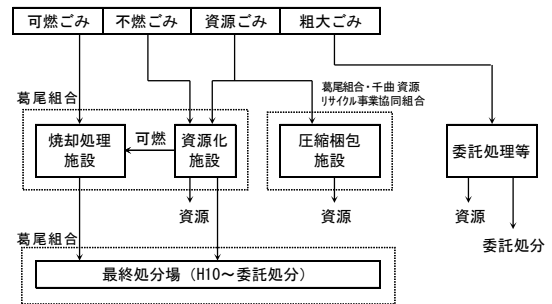 可燃ごみ 不燃ごみ 資源ごみ 粗大ごみ
葛尾組合・千曲資源
リサイクル事業協同組合
葛尾組合
焼却処理
施設
可燃
資源化
施設
圧縮梱包
施設
委託処理等
資源
資源
資源
委託処分
葛尾組合
最終処分場（H10～委託処分）